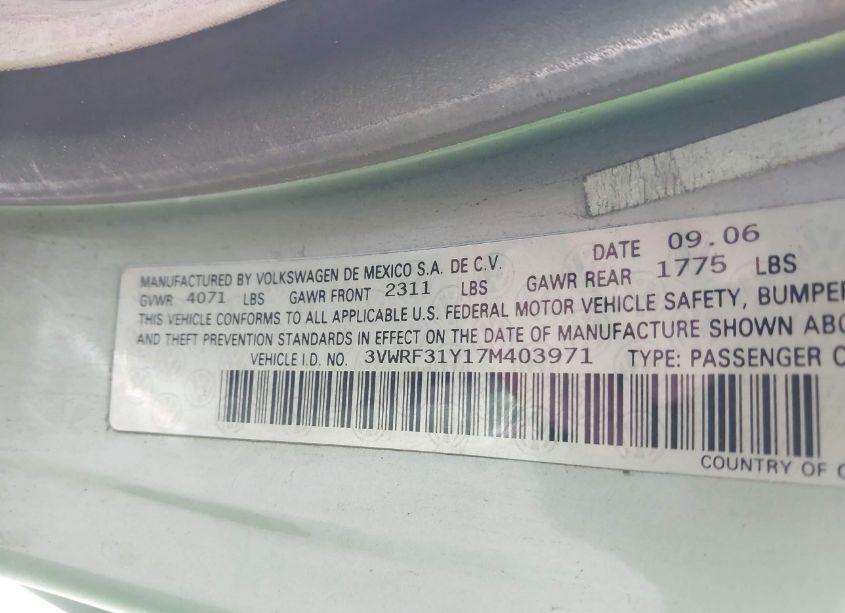 MANUFACTURED BY VOLKSWAGEN DE MEXICO S.A. DE C.V. DATE 09.06
GVWR 4071 LBS GAWR FRONT 2311 LBS GAWR REAR 1775 LBS
THIS VEHICLE CONFORMS TO ALL APPLICABLE U.S. FEDERAL MOTOR VEHICLE SAFETY, BUMPER
AND THEFT PREVENTION STANDARDS IN EFFECT ON THE DATE OF MANUFACTURE SHOWN ABO
VEHICLE I.D. NO. 3VWRF31Y17M403971 TYPE: PASSENGER C
COUNTRY OF